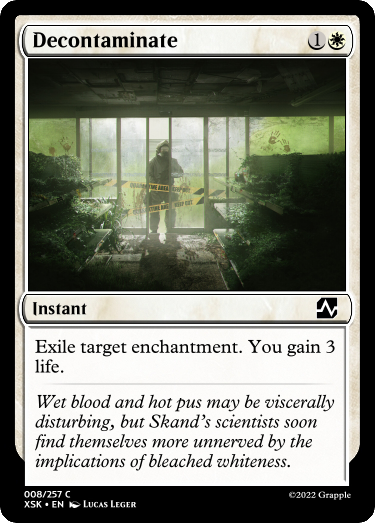 Decontaminate 1
Instant
Exile target enchantment. You gain 3
life.
Wet blood and hot pus may be viscerally
disturbing, but Skand's scientists soon
find themselves more unnerved by the
implications of bleached whiteness.
008/257 C
XSK • EN Lucas Leger
©2022 Grapple